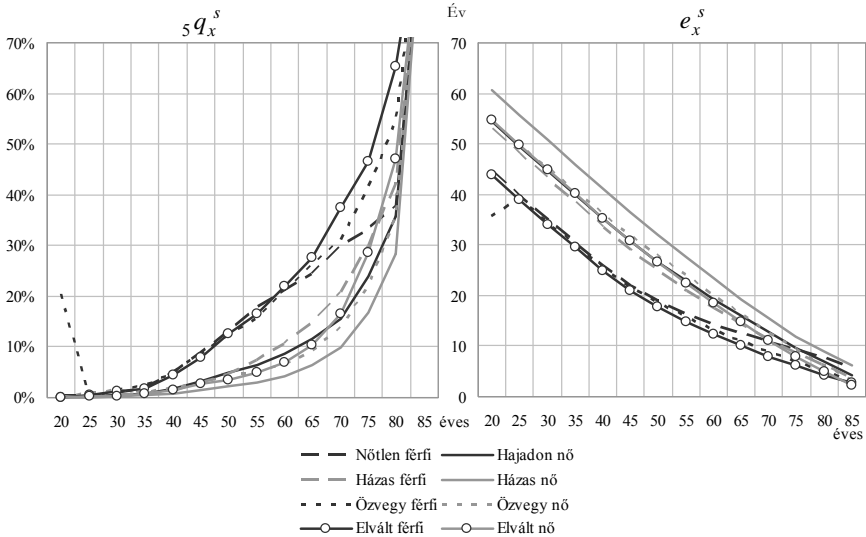 ₅qₓˢ
Év
eₓˢ
70%
60%
50%
40%
30%
20%
10%
0%
20 25 30 35 40 45 50 55 60 65 70 75 80 85
éves
70
60
50
40
30
20
10
0
20 25 30 35 40 45 50 55 60 65 70 75 80 85
éves
Nőtlen férfi
Hajadon nő
Házas férfi
Házas nő
Özvegy férfi
Özvegy nő
Elvált férfi
Elvált nő